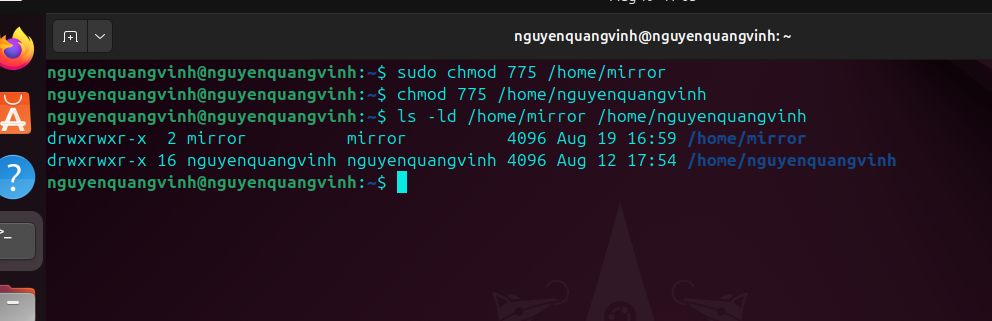 nguyenquangvinh@nguyenquangvinh: ~
nguyenquangvinh@nguyenquangvinh:~$ sudo chmod 775 /home/mirror
nguyenquangvinh@nguyenquangvinh:~$ chmod 775 /home/nguyenquangvinh
nguyenquangvinh@nguyenquangvinh:~$ ls -ld /home/mirror /home/nguyenquangvinh
drwxrwxr-x  2 mirror          mirror          4096 Aug 19 16:59 /home/mirror
drwxrwxr-x 16 nguyenquangvinh nguyenquangvinh 4096 Aug 12 17:54 /home/nguyenquangvinh
nguyenquangvinh@nguyenquangvinh:~$